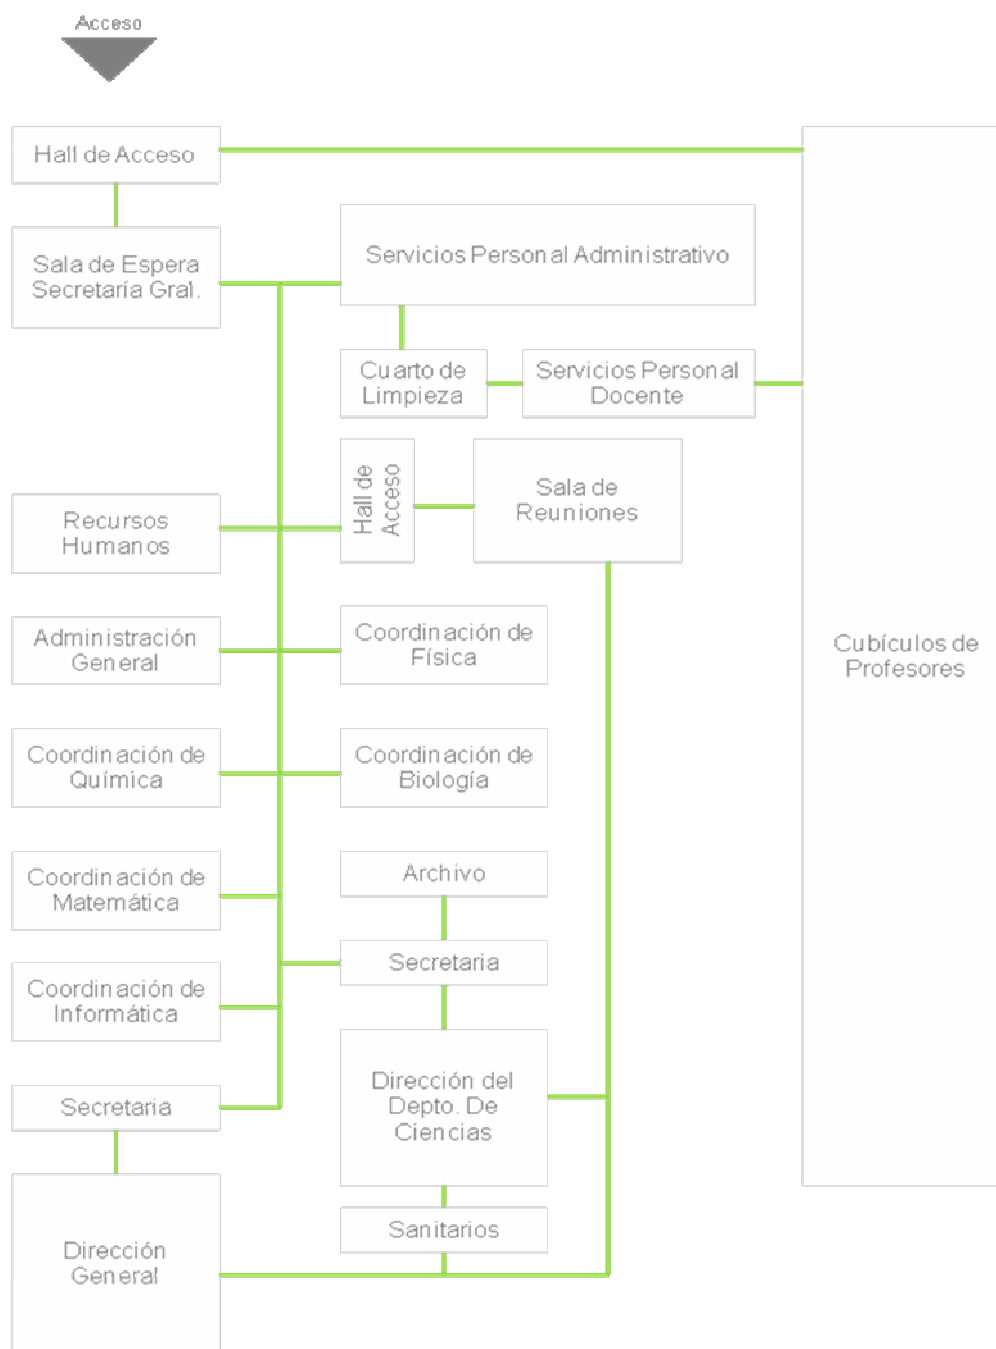 Acceso
Hall de Acceso
Sala de Espera
Secretaría Gral.
Servicios Personal Administrativo
Cuarto de
Limpieza
Servicios Personal
Docente
Hall de
Acceso
Sala de
Reuniones
Recursos
Humanos
Administración
General
Coordinación de
Física
Cubículos de
Profesores
Coordinación de
Química
Coordinación de
Biología
Coordinación de
Matemática
Archivo
Secretaria
Coordinación de
Informática
Dirección del
Depto. De
Ciencias
Secretaria
Sanitarios
Dirección
General